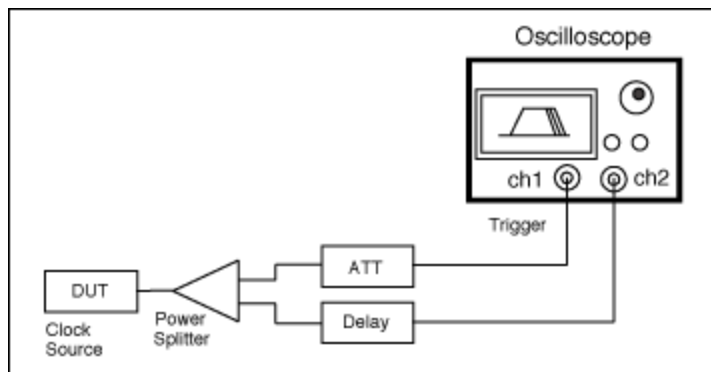 Oscilloscope
ch1
ch2
Trigger
ATT
DUT
Delay
Clock
Source
Power
Splitter